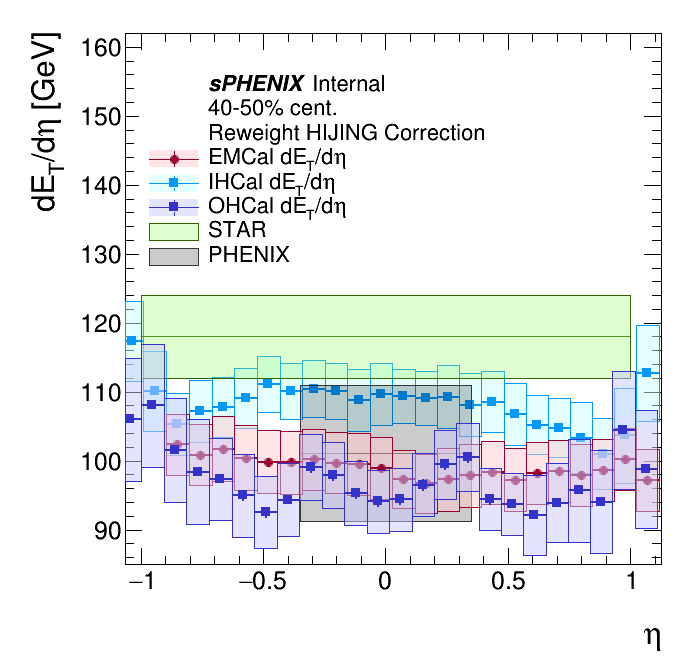 dE_T/dη [GeV]
160
150
140
130
120
110
100
90
sPHENIX Internal
40-50% cent.
Reweight HIJING Correction
EMCal dE_T/dη
IHCal dE_T/dη
OHCal dE_T/dη
STAR
PHENIX
−1 −0.5 0 0.5 1
η